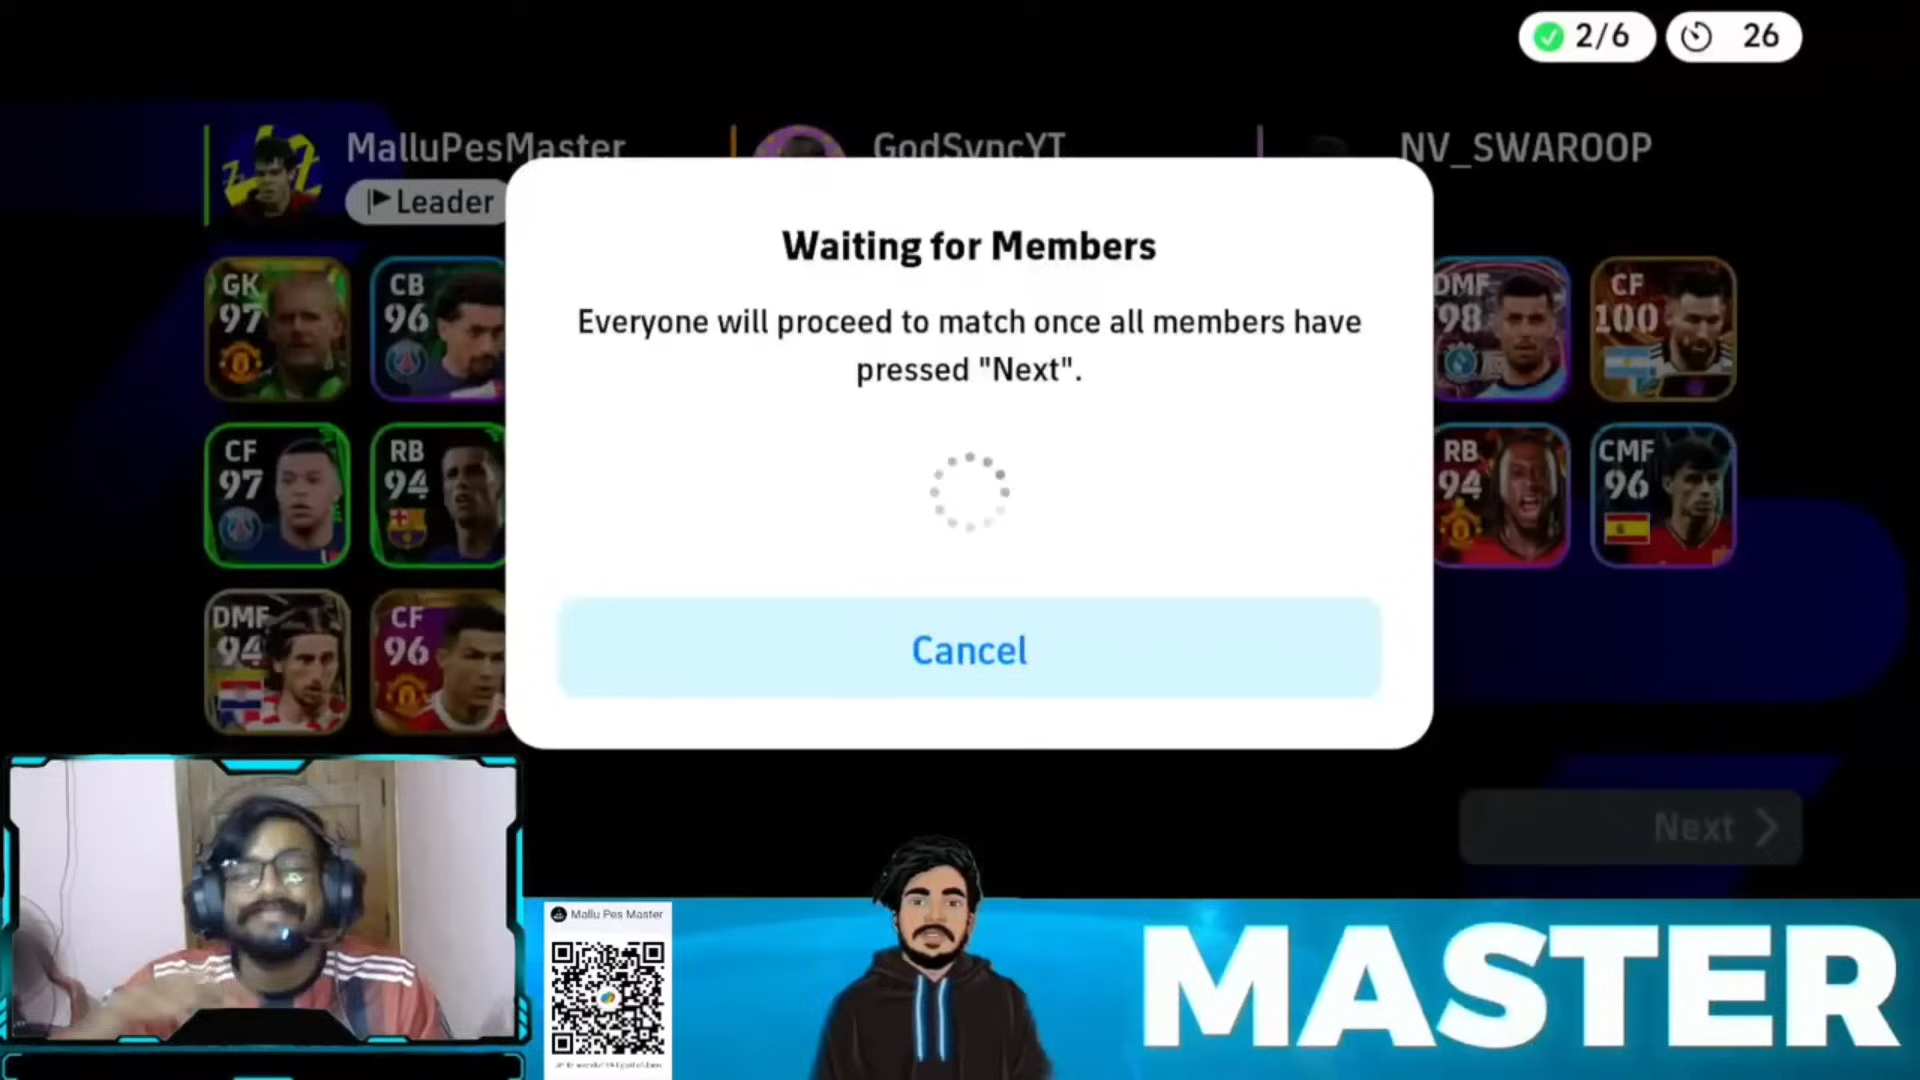 2/6
26
MalluPesMaster
GodSyncYT
NV_SWAROOP
Leader
Waiting for Members
Everyone will proceed to match once all members have
pressed "Next".
Cancel
GK
97
CB
96
DMF
98
CF
100
CF
97
RB
94
RB
94
CMF
96
DMF
94
CF
96
Next
Mallu Pes Master
MASTER